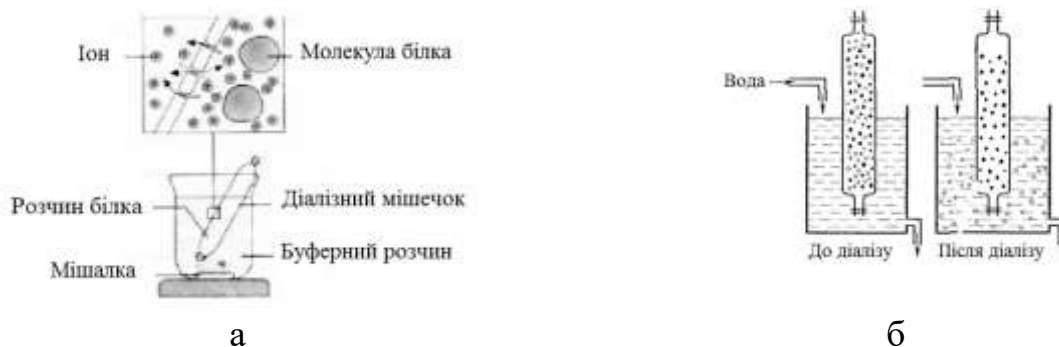 Іон
Молекула білка
Розчин білка
Діалізний мішечок
Буферний розчин
Мішалка
а
Вода
До діалізу
Після діалізу
б